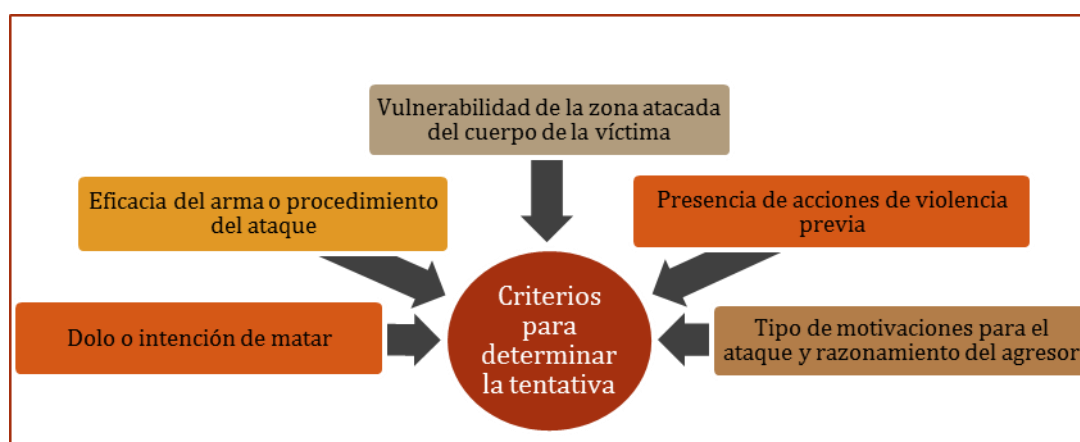 Vulnerabilidad de la zona atacada
del cuerpo de la víctima
Eficacia del arma o procedimiento
del ataque
Presencia de acciones de violencia
previa
Dolo o intención de matar
Criterios
para
determinar
la tentativa
Tipo de motivaciones para el
ataque y razonamiento del agresor